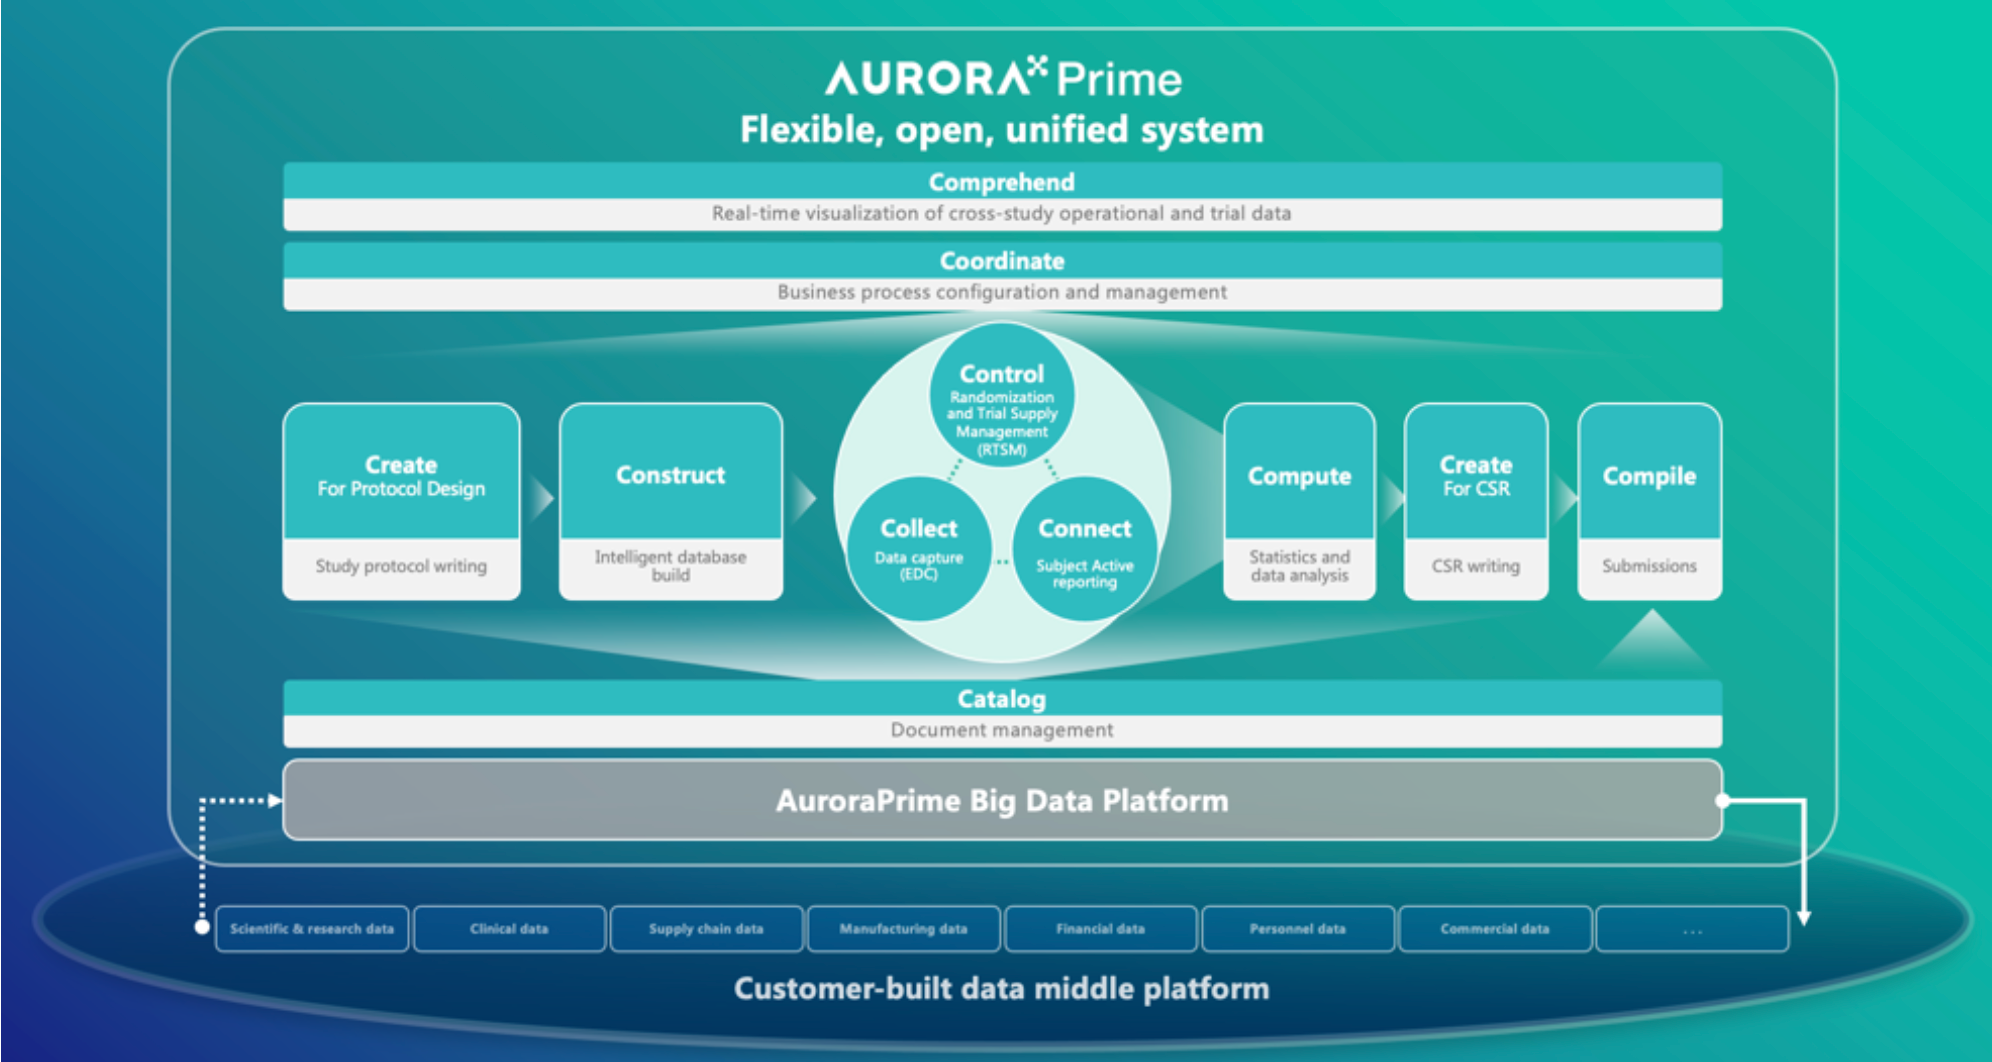 AURORA Prime
Flexible, open, unified system
Comprehend
Real-time visualization of cross-study operational and trial data
Coordinate
Business process configuration and management
Create
For Protocol Design
Study protocol writing
Construct
Intelligent database
build
Control
Randomization
and Trial Supply
Management
(RTSM)
Collect
Data capture
(EDC)
Connect
Subject Active
reporting
Compute
Statistics and
data analysis
Create
For CSR
CSR writing
Compile
Submissions
Catalog
Document management
AuroraPrime Big Data Platform
Scientific & research data
Clinical data
Supply chain data
Manufacturing data
Financial data
Personnel data
Commercial data
...
Customer-built data middle platform